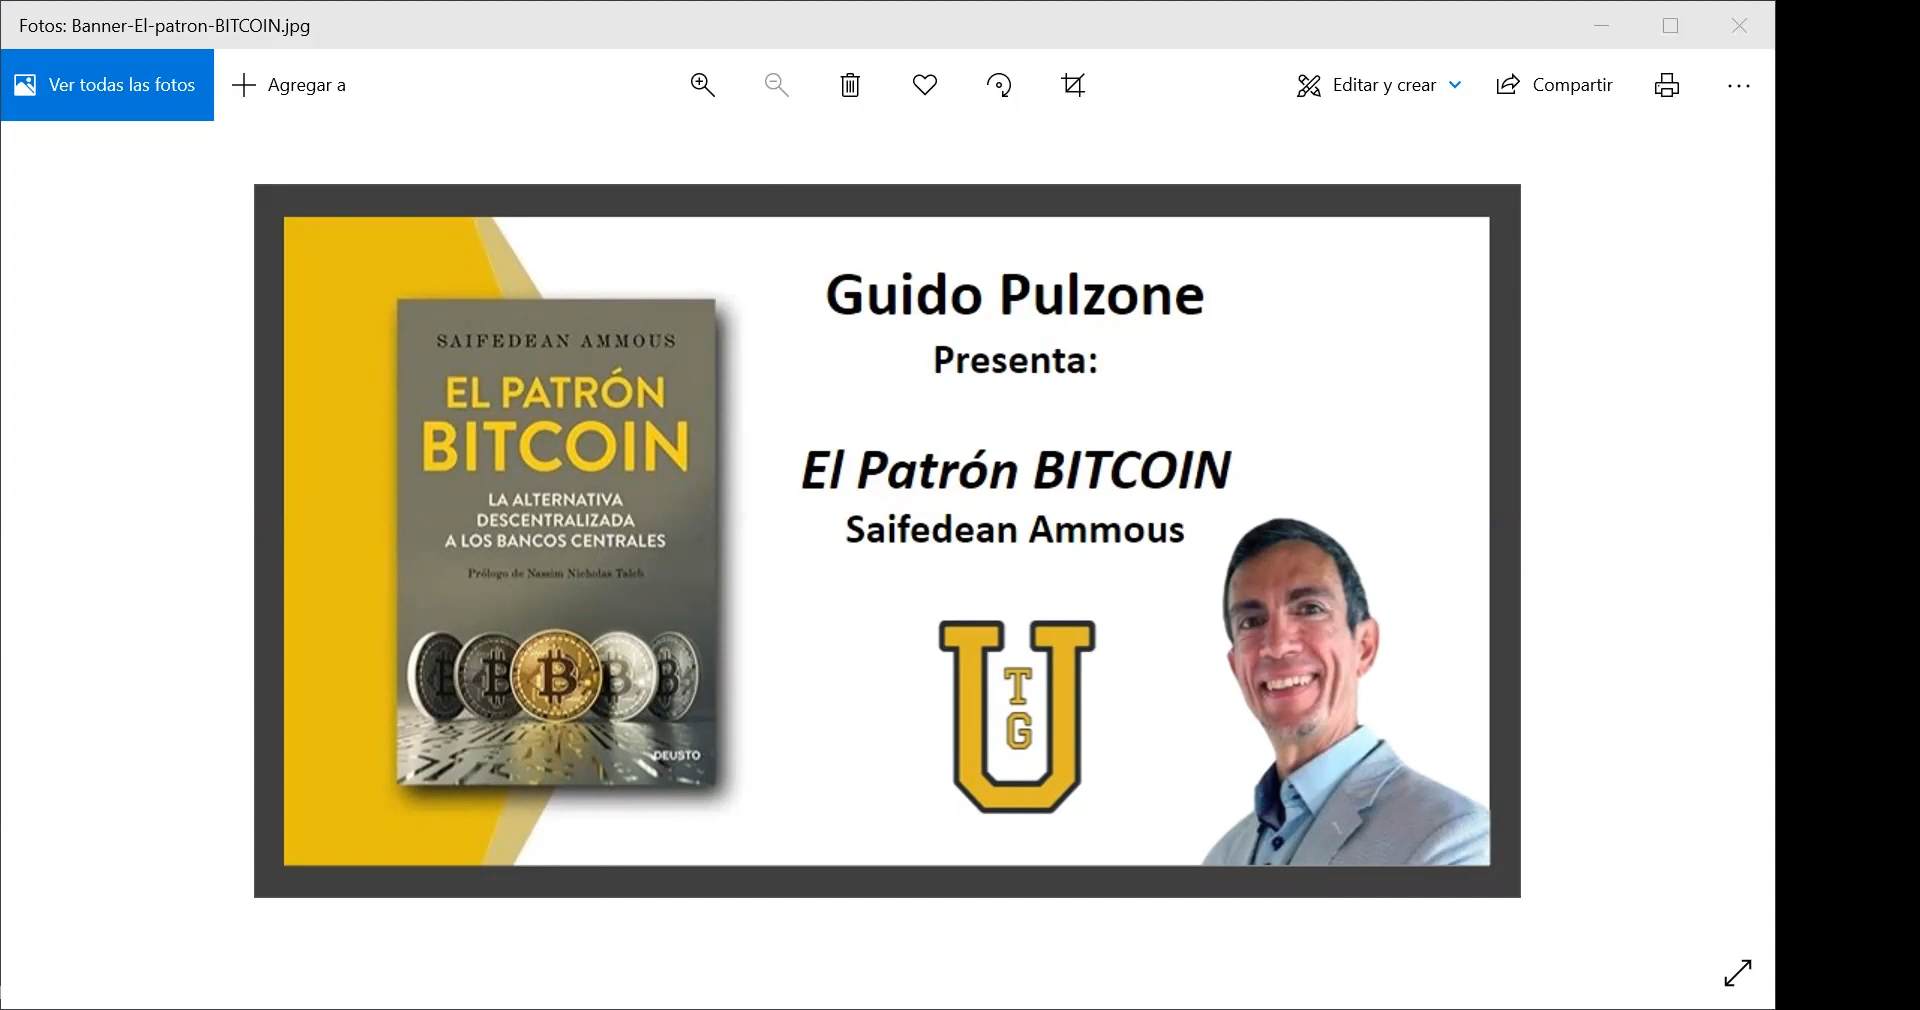 Fotos: Banner-El-patron-BITCOIN.jpg
Ver todas las fotos
Agregar a
Editar y crear
Compartir
SAIFEDEAN AMMOUS
EL PATRÓN
BITCOIN
LA ALTERNATIVA
DESCENTRALIZADA
A LOS BANCOS CENTRALES
Prólogo de Nassim Nicholas Taleb
DEUSTO
Guido Pulzone
Presenta:
El Patrón BITCOIN
Saifedean Ammous
U
T
G